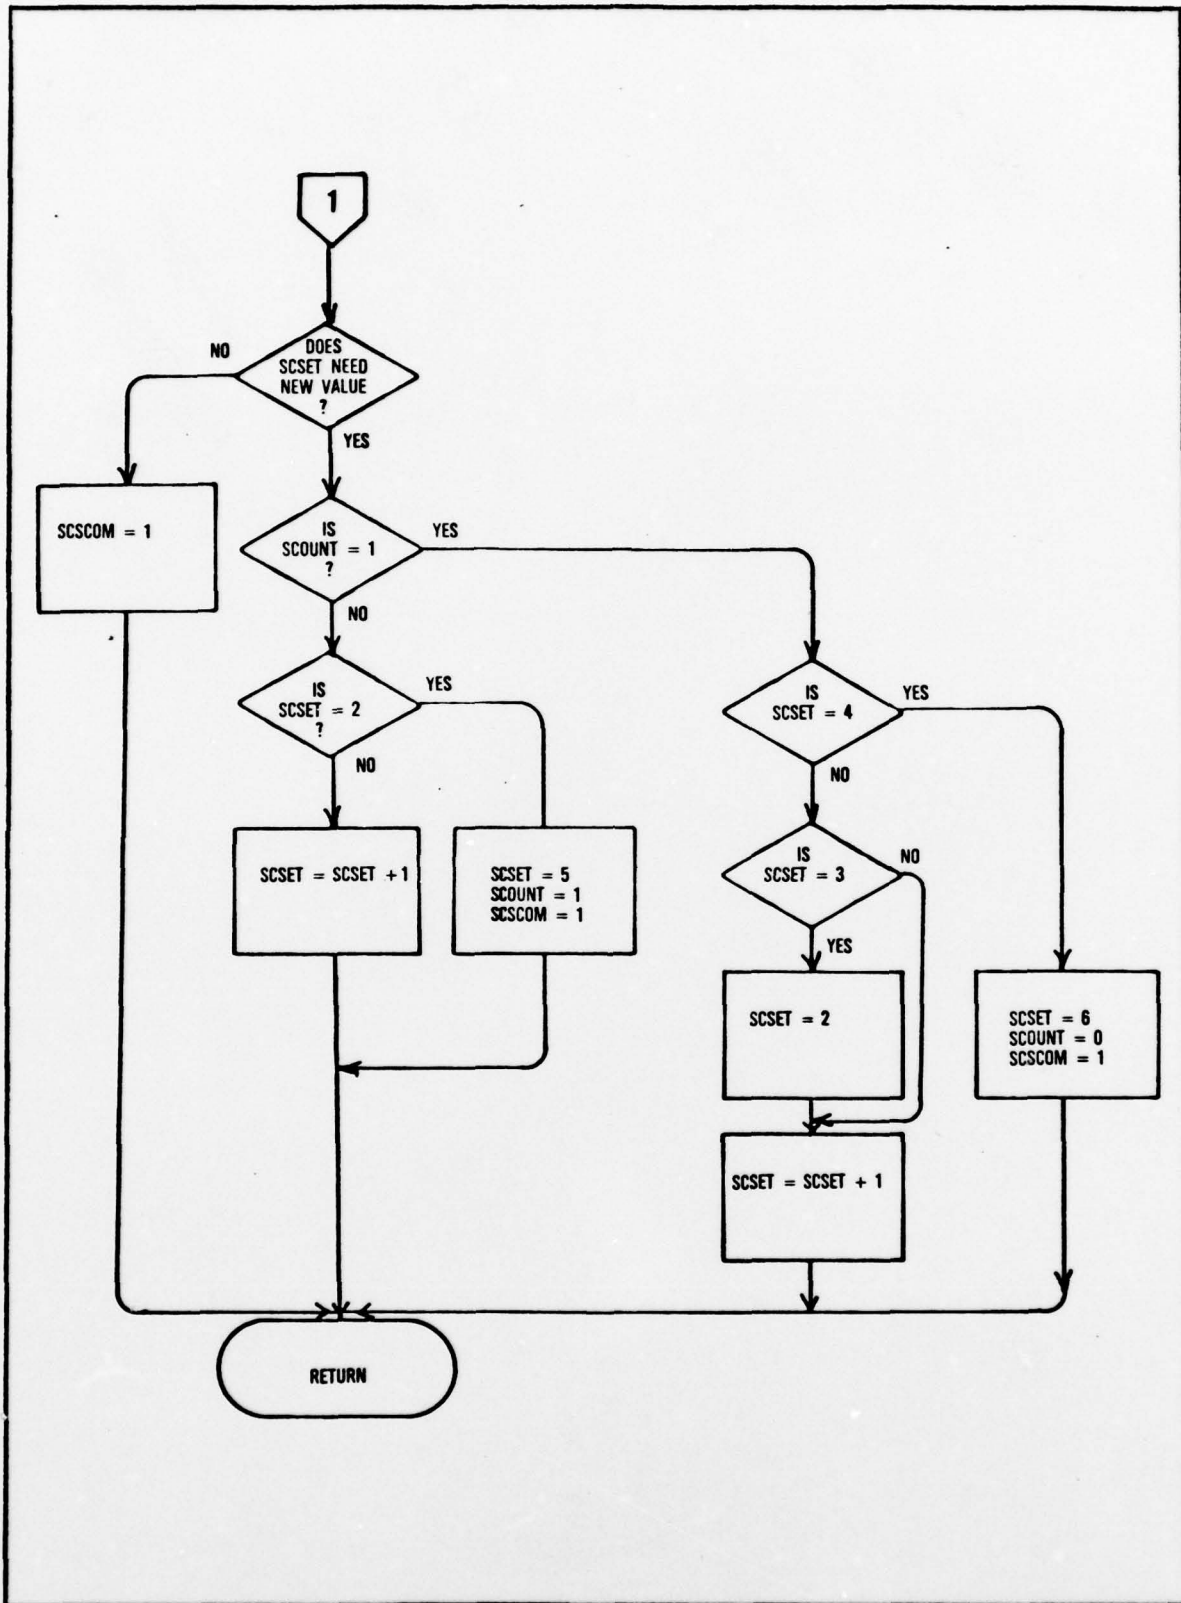 1
DOES
SCSET NEED
NEW VALUE
?
NO
YES
SCSCOM = 1
IS
SCOUNT = 1
?
YES
NO
IS
SCSET = 2
?
YES
NO
IS
SCSET = 4
YES
NO
SCSET = SCSET +1
SCSET = 5
SCOUNT = 1
SCSCOM = 1
IS
SCSET = 3
NO
YES
SCSET = 2
SCSET = 6
SCOUNT = 0
SCSCOM = 1
SCSET = SCSET + 1
RETURN